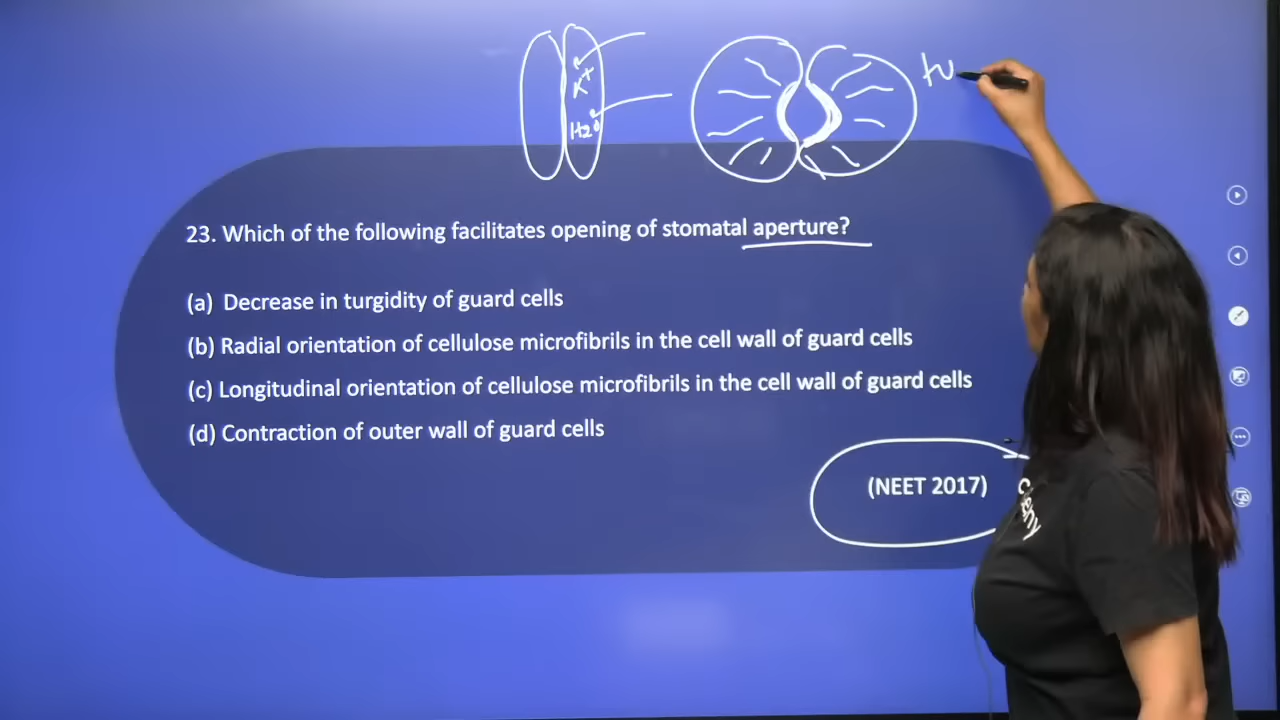 K+
H2O
tu
23. Which of the following facilitates opening of stomatal aperture?
(a) Decrease in turgidity of guard cells
(b) Radial orientation of cellulose microfibrils in the cell wall of guard cells
(c) Longitudinal orientation of cellulose microfibrils in the cell wall of guard cells
(d) Contraction of outer wall of guard cells
(NEET 2017)